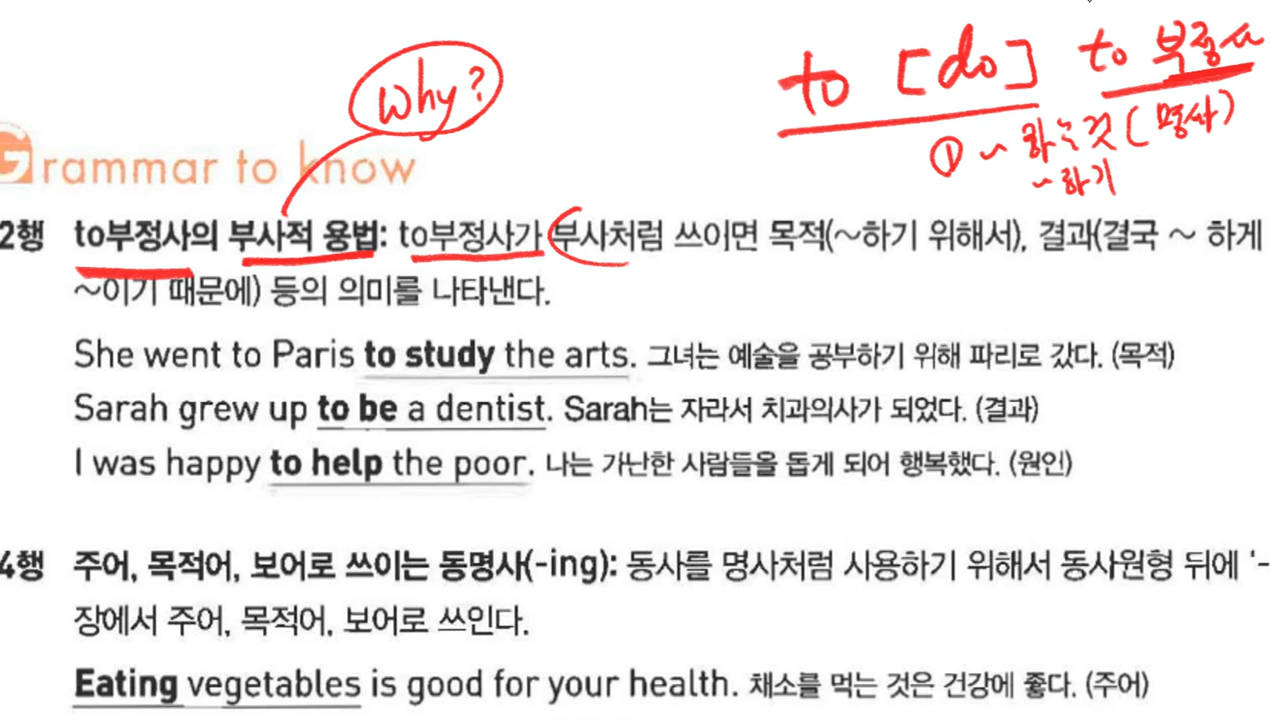 Why?
to [do] to 부정사
① ~ 하는 것 (명사)
~하기
Grammar to know
2행 to부정사의 부사적 용법: to부정사가 부사처럼 쓰이면 목적(~하기 위해서), 결과(결국 ~ 하게
~이기 때문에) 등의 의미를 나타낸다.
She went to Paris to study the arts. 그녀는 예술을 공부하기 위해 파리로 갔다. (목적)
Sarah grew up to be a dentist. Sarah는 자라서 치과의사가 되었다. (결과)
I was happy to help the poor. 나는 가난한 사람들을 돕게 되어 행복했다. (원인)
4행 주어, 목적어, 보어로 쓰이는 동명사(-ing): 동사를 명사처럼 사용하기 위해서 동사원형 뒤에 '-
장에서 주어, 목적어, 보어로 쓰인다.
Eating vegetables is good for your health. 채소를 먹는 것은 건강에 좋다. (주어)